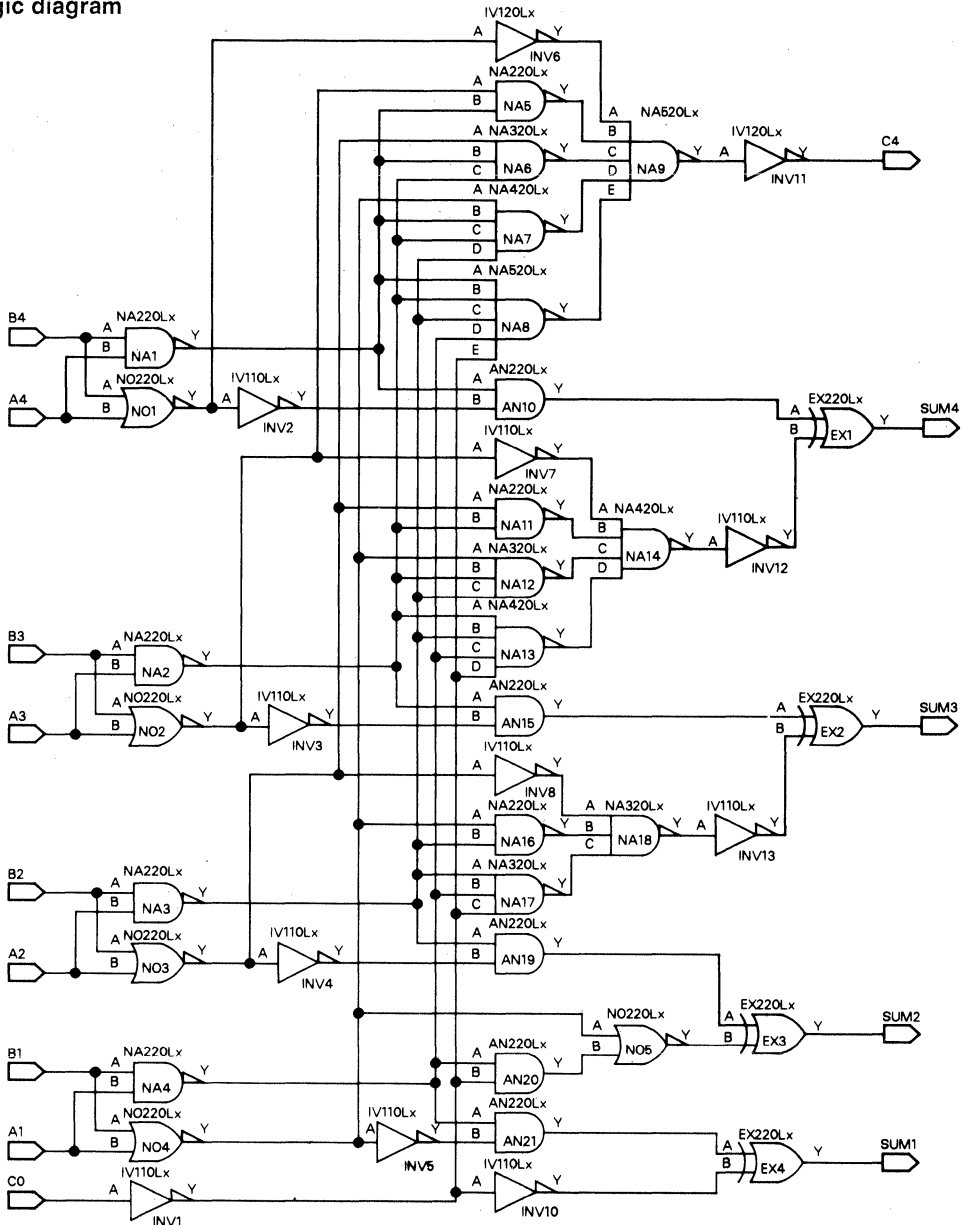 gic diagram
IV120Lx
A Y
INV6
NA220Lx
A Y
B NA5
A NA520Lx
B
IV120Lx
C4
A NA320Lx
B Y
C NA6
C Y
D NA9
E
A Y
INV11
A NA420Lx
B Y
C NA7
D
A NA520Lx
B Y
C NA8
D
E
B4
NA220Lx
A Y
B NA1
NO220Lx
A4
A Y
B NO1
IV110Lx
A Y
INV2
AN220Lx
A Y
B AN10
EX220Lx
A Y
B EX1
SUM4
IV110Lx
A Y
INV7
NA220Lx
A Y
B NA11
A NA420Lx
B Y
C NA14
D
IV110Lx
A Y
INV12
A NA320Lx
B Y
C NA12
A NA420Lx
B Y
C NA13
D
B3
NA220Lx
A Y
B NA2
NO220Lx
A3
A Y
B NO2
IV110Lx
A Y
INV3
AN220Lx
A Y
B AN15
EX220Lx
A Y
B EX2
SUM3
IV110Lx
A Y
INV8
NA220Lx
A Y
B NA16
A NA320Lx
B Y
C NA18
IV110Lx
A Y
INV13
A NA320Lx
B Y
C NA17
B2
NA220Lx
A Y
B NA3
NO220Lx
A2
A Y
B NO3
IV110Lx
A Y
INV4
AN220Lx
A Y
B AN19
NO220Lx
A Y
B NO5
EX220Lx
A Y
B EX3
SUM2
B1
NA220Lx
A Y
B NA4
AN220Lx
A Y
B AN20
NO220Lx
A1
A Y
B NO4
IV110Lx
A Y
INV5
AN220Lx
A Y
B AN21
EX220Lx
A Y
B EX4
SUM1
C0
IV110Lx
A Y
INV1
IV110Lx
A Y
INV10